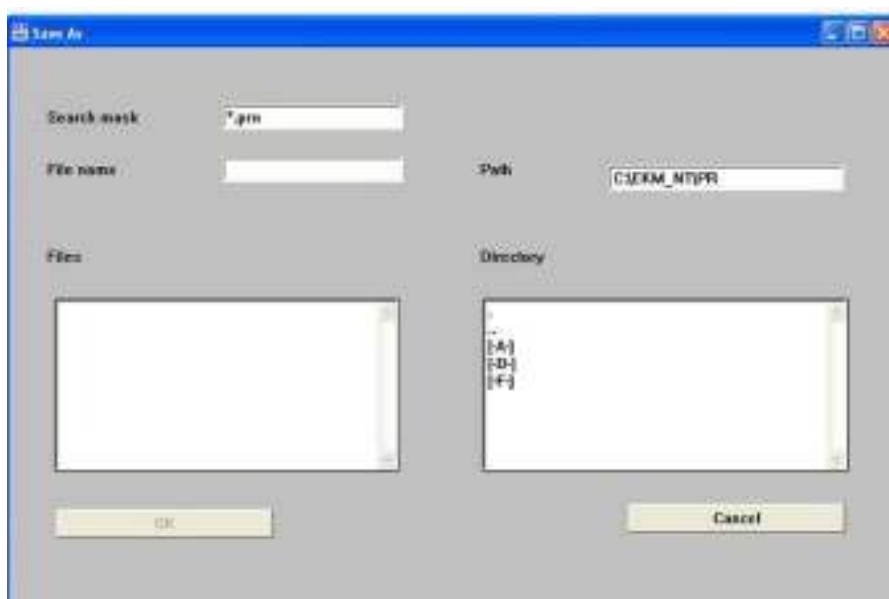 Save As
Search mask
*.prn
File name
Path
C:\EKM_NT\PR
Files
Directory
.
..
[-A-]
[-D-]
[-F-]
OK
Cancel